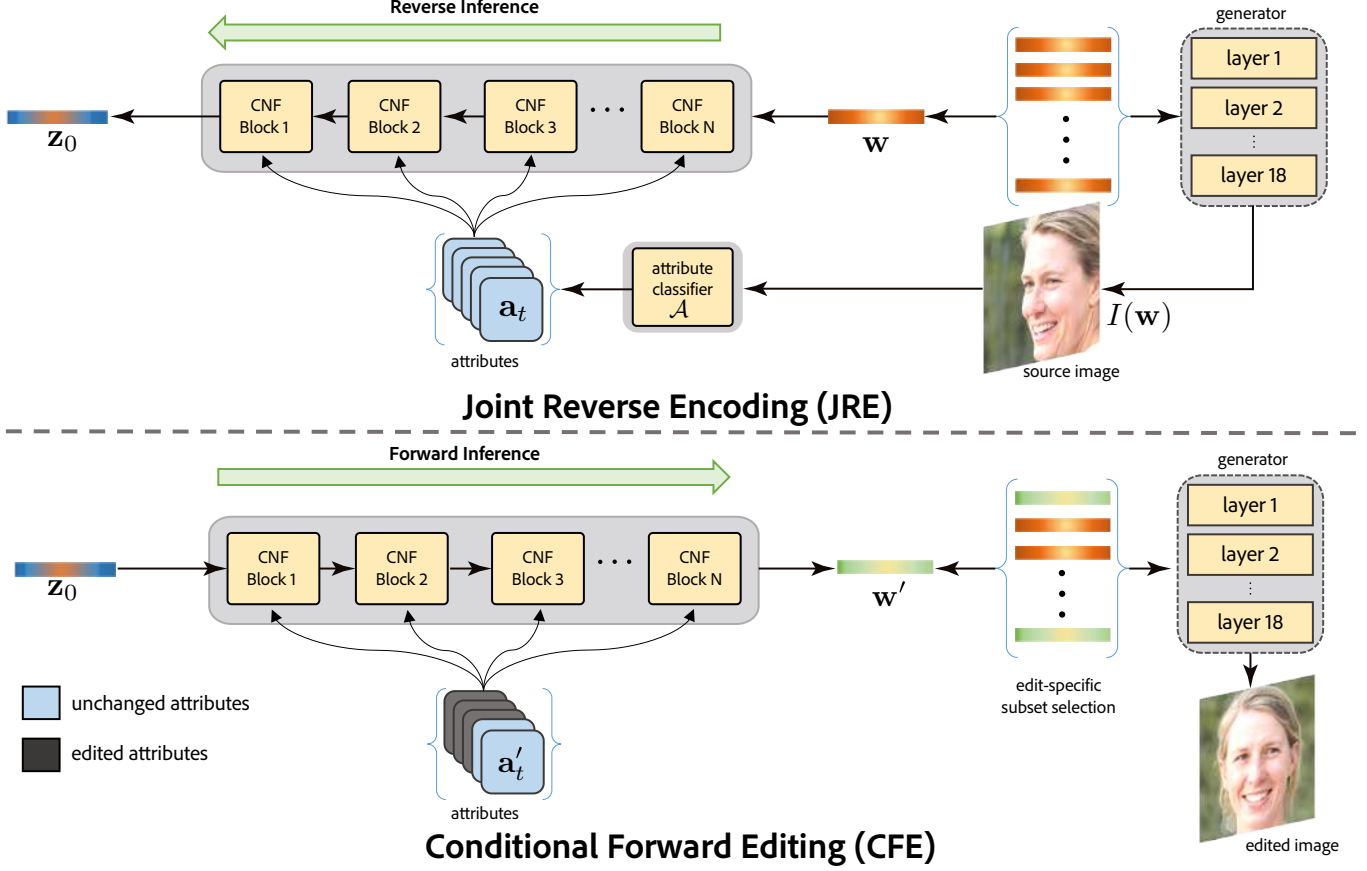 Reverse Inference
generator
layer 1
layer 2
⋮
layer 18
CNF
Block 1
CNF
Block 2
CNF
Block 3
...
CNF
Block N
z₀
w
attribute
classifier
𝒜
aₜ
attributes
I(w)
source image
Joint Reverse Encoding (JRE)
Forward Inference
generator
layer 1
layer 2
⋮
layer 18
CNF
Block 1
CNF
Block 2
CNF
Block 3
...
CNF
Block N
z₀
w′
edit-specific
subset selection
unchanged attributes
edited attributes
a′ₜ
attributes
edited image
Conditional Forward Editing (CFE)